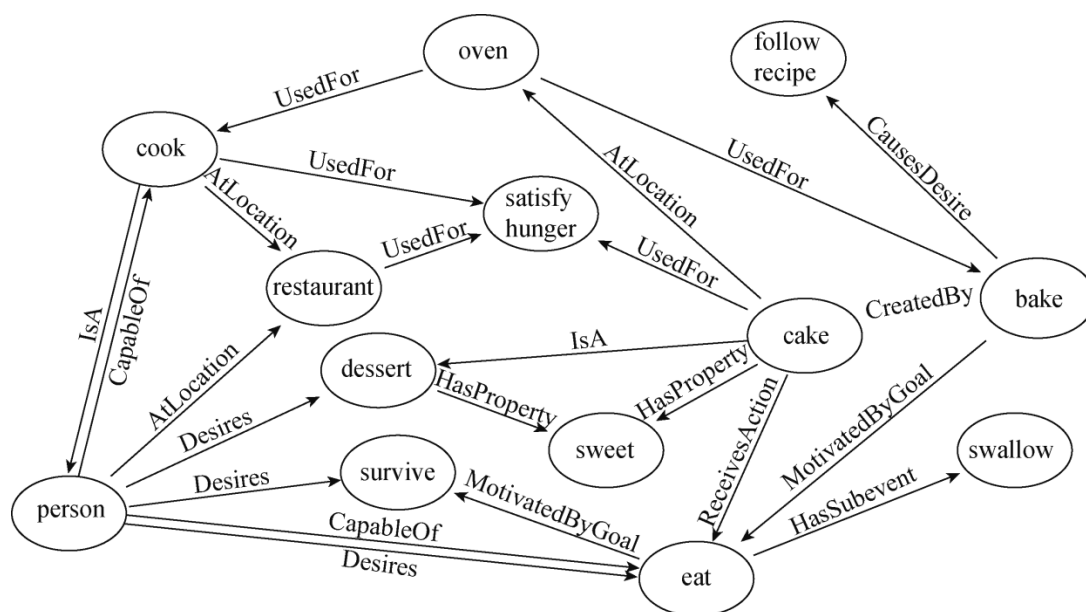 oven
follow
recipe
UsedFor
cook
UsedFor
AtLocation
UsedFor
CausesDesire
AtLocation
satisfy
hunger
UsedFor
restaurant
UsedFor
CreatedBy
bake
IsA
CapableOf
cake
IsA
dessert
HasProperty
HasProperty
AtLocation
Desires
sweet
ReceivesAction
MotivatedByGoal
swallow
survive
Desires
MotivatedByGoal
HasSubevent
person
CapableOf
Desires
eat